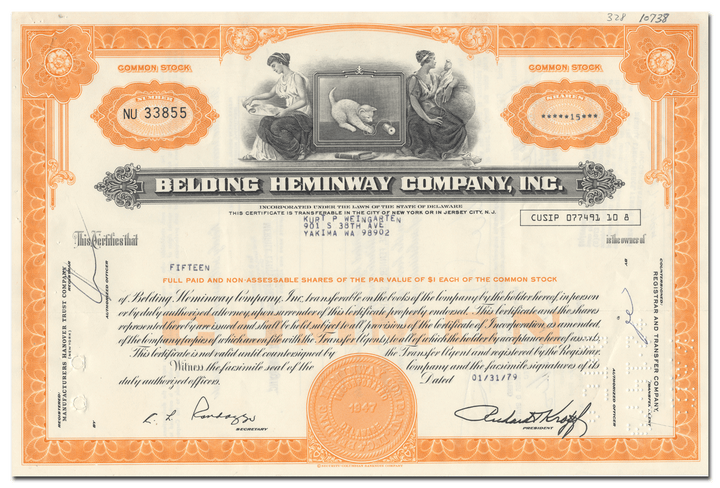 328 10738
COMMON STOCK
COMMON STOCK
NUMBER
NU 33855
SHARES
*****15***
BELDING HEMINWAY COMPANY, INC.
INCORPORATED UNDER THE LAWS OF THE STATE OF DELAWARE
THIS CERTIFICATE IS TRANSFERABLE IN THE CITY OF NEW YORK OR IN JERSEY CITY, N.J.
KURT P WEINGARTEN
901 S 38TH AVE
YAKIMA WA 98902
CUSIP 077491 10 8
This Certifies that
is the owner of
FIFTEEN
FULL PAID AND NON-ASSESSABLE SHARES OF THE PAR VALUE OF $1 EACH OF THE COMMON STOCK
of Belding Heminway Company, Inc. transferable on the books of the Company by the holder hereof, in person
or by duly authorized attorney, upon surrender of this certificate properly endorsed. This certificate and the shares
represented hereby are issued and shall be held subject to all provisions of the Certificate of Incorporation, as amended,
of the Company (copies of which are on file with the Transfer Agent), to all of which the holder by acceptance hereof assents.
This certificate is not valid until countersigned by the Transfer Agent and registered by the Registrar.
Witness the facsimile seal of the Company and the facsimile signatures of its
duly authorized officers.
Dated 01/31/79
SECRETARY
PRESIDENT
1947
REGISTERED:
MANUFACTURERS HANOVER TRUST COMPANY
BY
AUTHORIZED OFFICER
COUNTERSIGNED:
REGISTRAR AND TRANSFER COMPANY,
BY
AUTHORIZED OFFICER